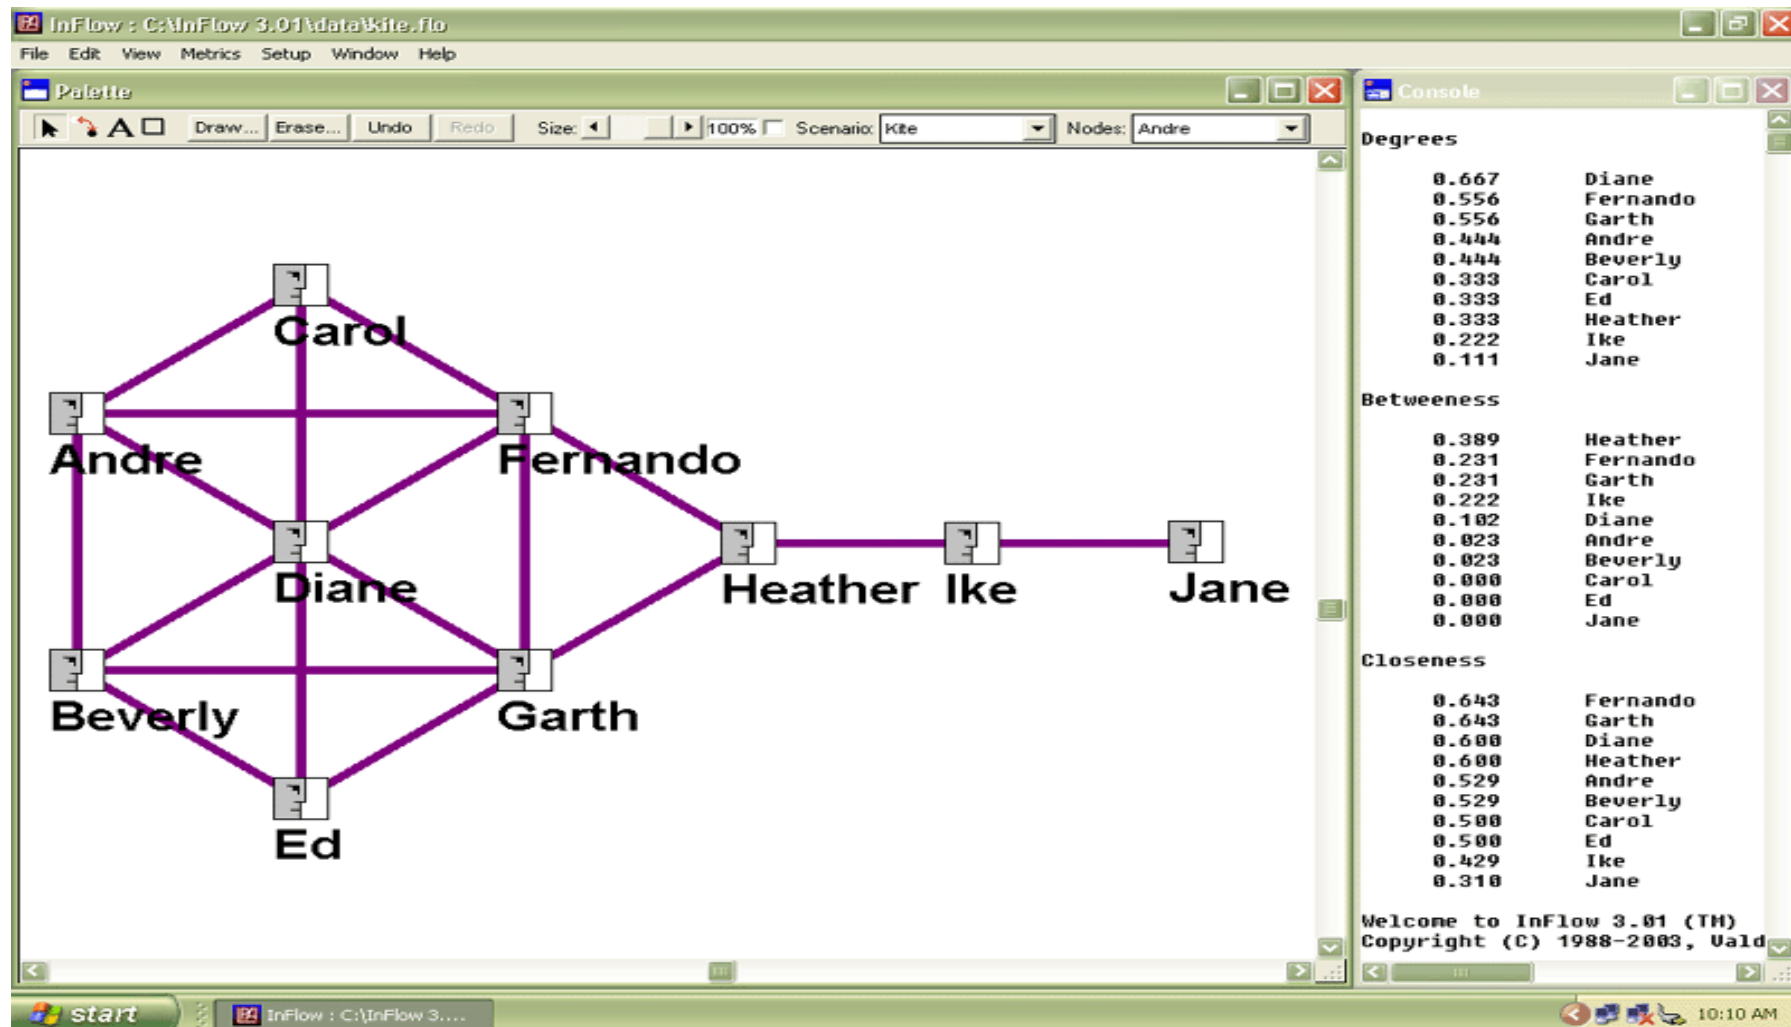 InFlow : C:\InFlow 3.01\data\kite.flo
File Edit View Metrics Setup Window Help
Palette
A Draw... Erase... Undo Redo Size: 100% Scenario: Kite Nodes: Andre
Carol
Andre
Fernando
Diane
Heather
Ike
Jane
Beverly
Garth
Ed
Console
Degrees
0.667 Diane
0.556 Fernando
0.556 Garth
0.444 Andre
0.444 Beverly
0.333 Carol
0.333 Ed
0.333 Heather
0.222 Ike
0.111 Jane
Betweeness
0.389 Heather
0.231 Fernando
0.231 Garth
0.222 Ike
0.102 Diane
0.023 Andre
0.023 Beverly
0.000 Carol
0.000 Ed
0.000 Jane
Closeness
0.643 Fernando
0.643 Garth
0.600 Diane
0.600 Heather
0.529 Andre
0.529 Beverly
0.500 Carol
0.500 Ed
0.429 Ike
0.310 Jane
Welcome to InFlow 3.01 (TM)
Copyright (C) 1988-2003, Vald
start InFlow : C:\InFlow 3.... 10:10 AM